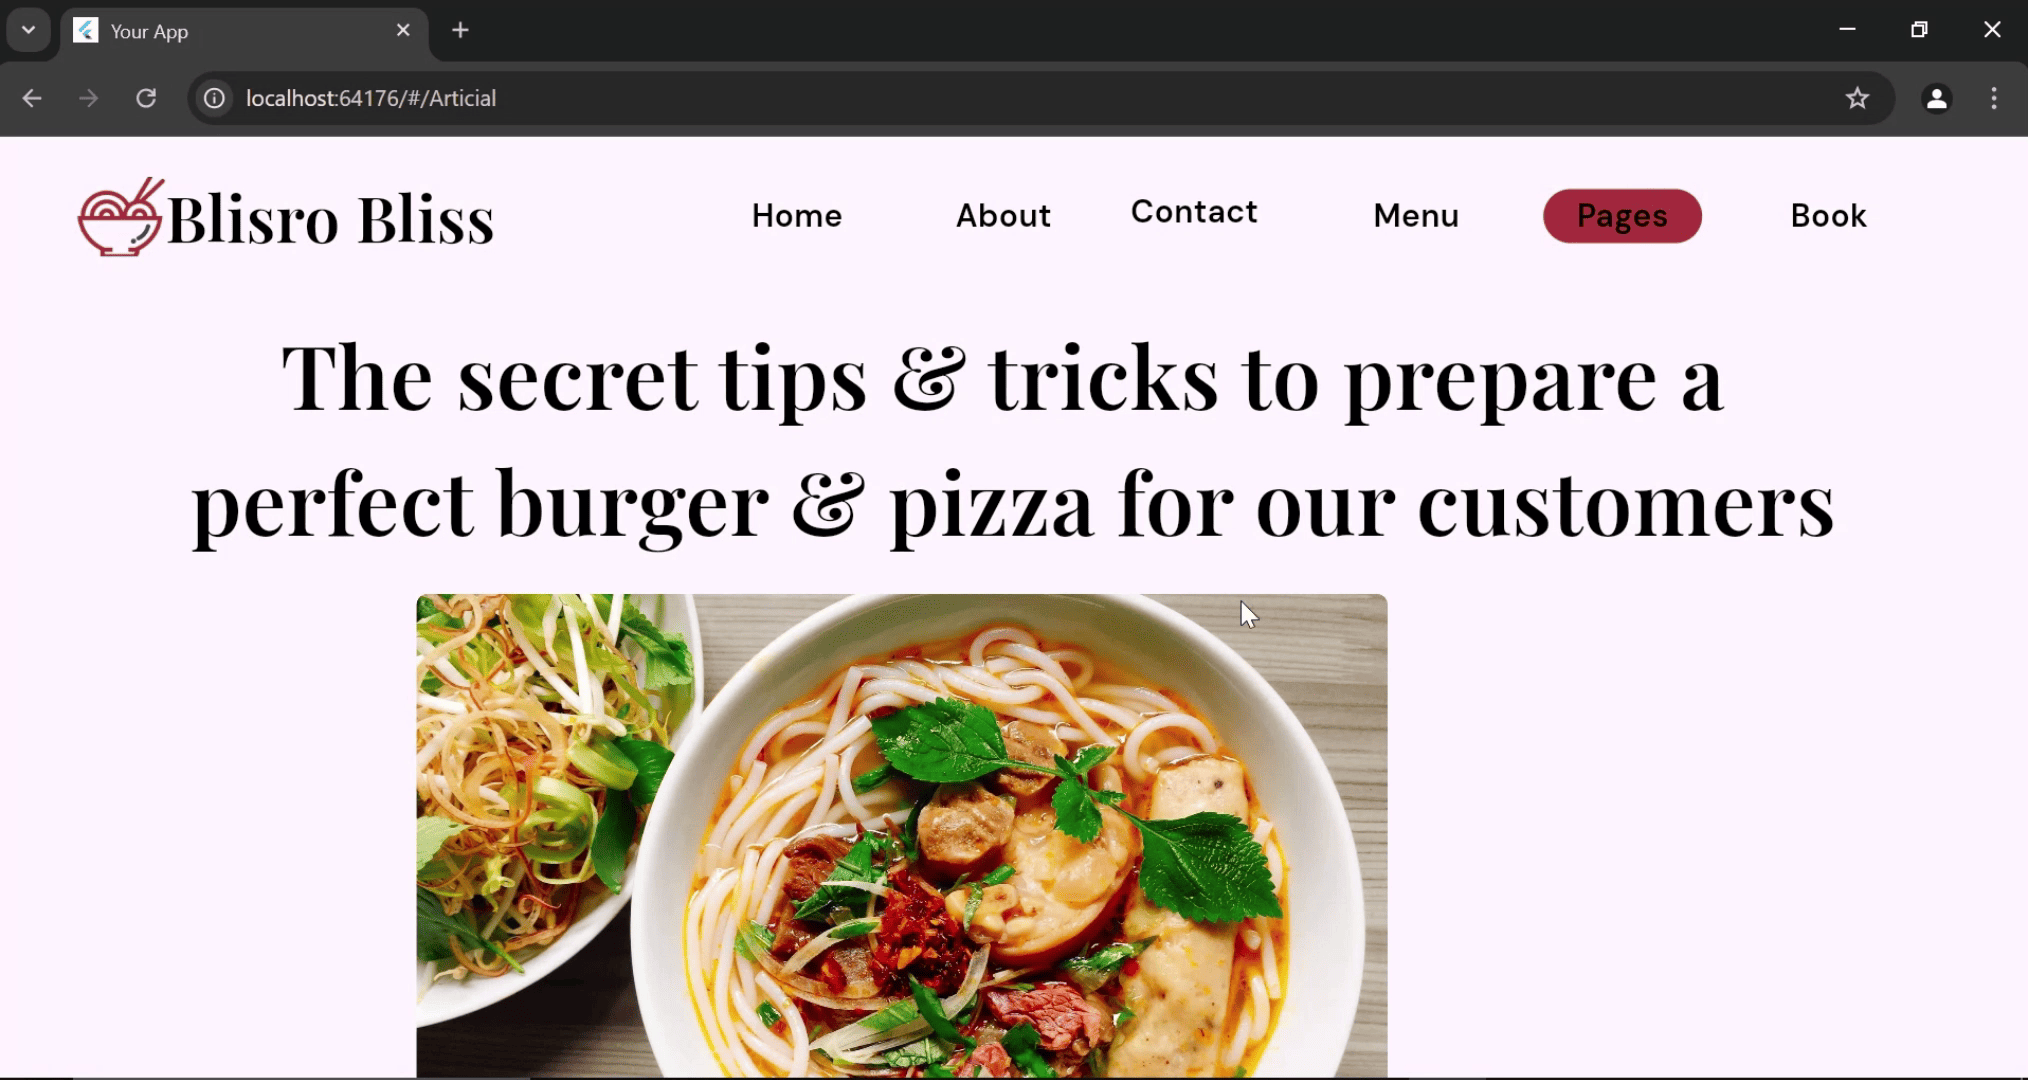 Your App
localhost:64176/#/Articial
Blisro Bliss
Home
About
Contact
Menu
Pages
Book
The secret tips & tricks to prepare a
perfect burger & pizza for our customers